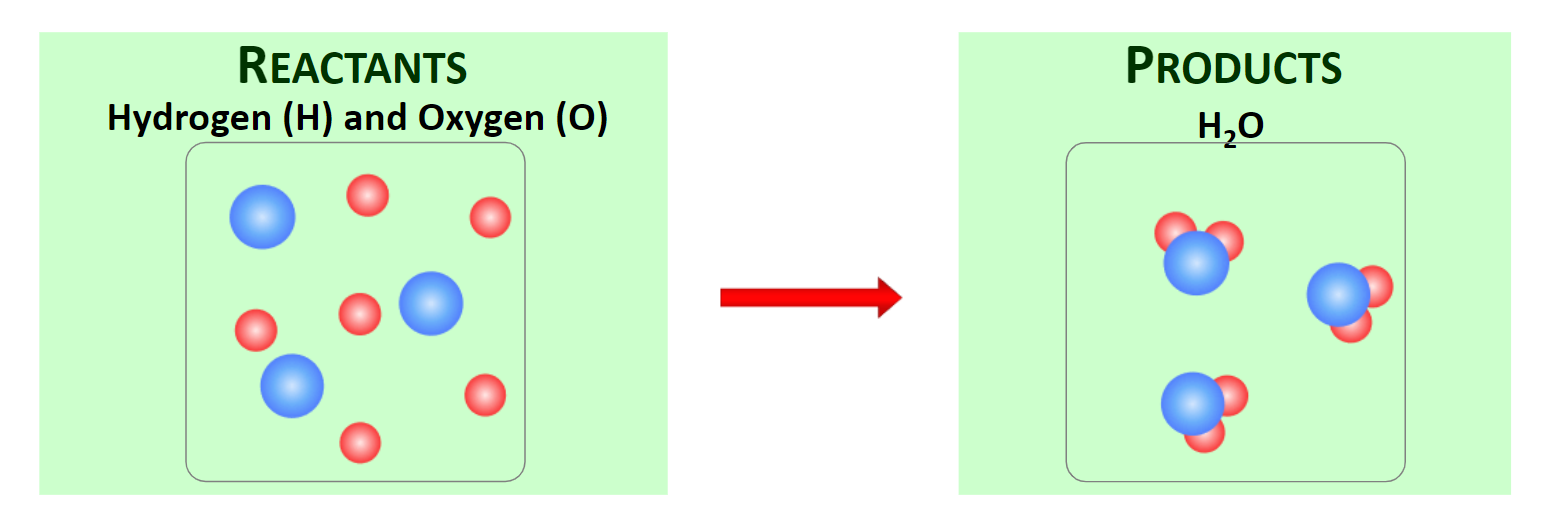 REACTANTS
Hydrogen (H) and Oxygen (O)
PRODUCTS
H₂O